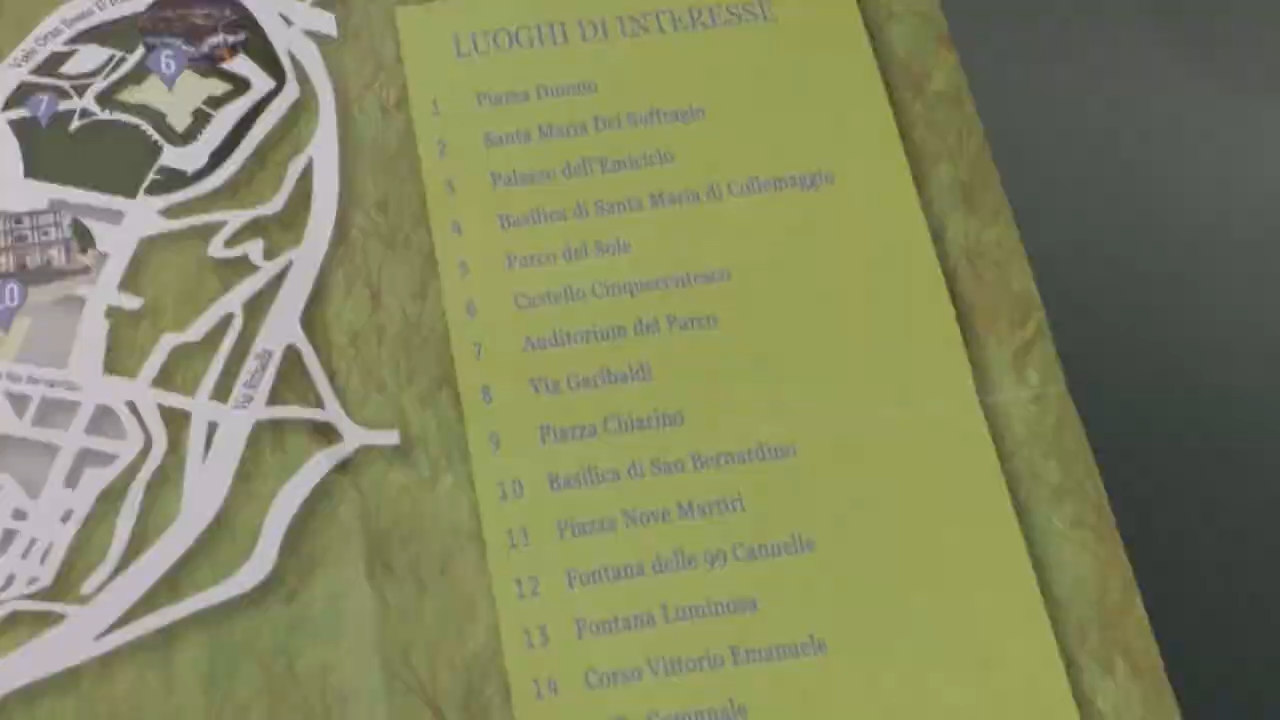 LUOGHI DI INTERESSE
1 Piazza Duomo
2 Santa Maria Del Suffragio
3 Palazzo dell'Emiciclo
4 Basilica di Santa Maria di Collemaggio
5 Parco del Sole
6 Castello Cinquecentesco
7 Auditorium del Parco
8 Via Garibaldi
9 Piazza Chiarino
10 Basilica di San Bernardino
11 Piazza Nove Martiri
12 Fontana delle 99 Cannelle
13 Fontana Luminosa
14 Corso Vittorio Emanuele
6
7
10